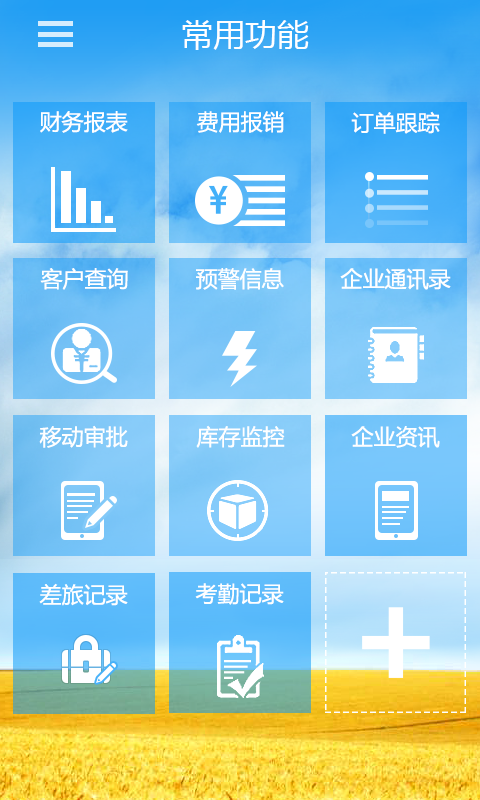 常用功能
财务报表
费用报销
订单跟踪
客户查询
预警信息
企业通讯录
移动审批
库存监控
企业资讯
差旅记录
考勤记录